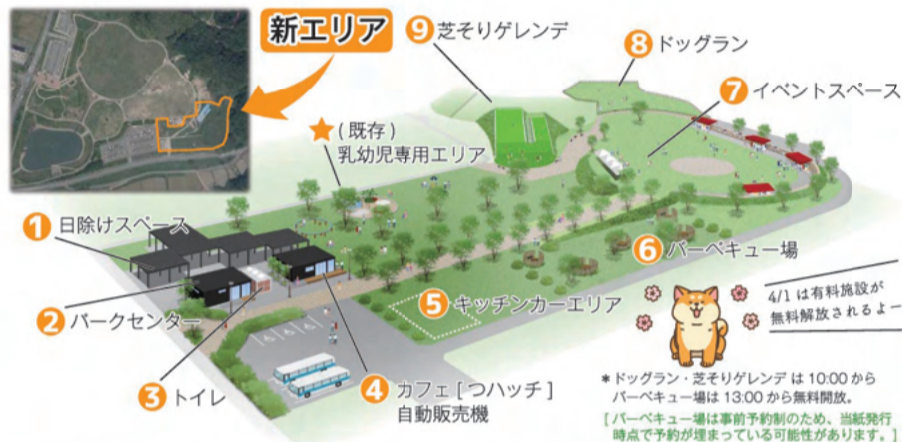 新エリア
9 芝そりゲレンデ
8 ドッグラン
7 イベントスペース
★(既存)
乳幼児専用エリア
1 日除けスペース
6 バーベキュー場
5 キッチンカーエリア
2 パークセンター
3 トイレ
4 カフェ[つハッチ]
自動販売機
4/1は有料施設が
無料解放されるよー
*ドッグラン・芝そりゲレンデ は10:00から
バーベキュー場は13:00から無料開放。
[バーベキュー場は事前予約制のため、当紙発行
時点で予約が埋まっている可能性があります。]